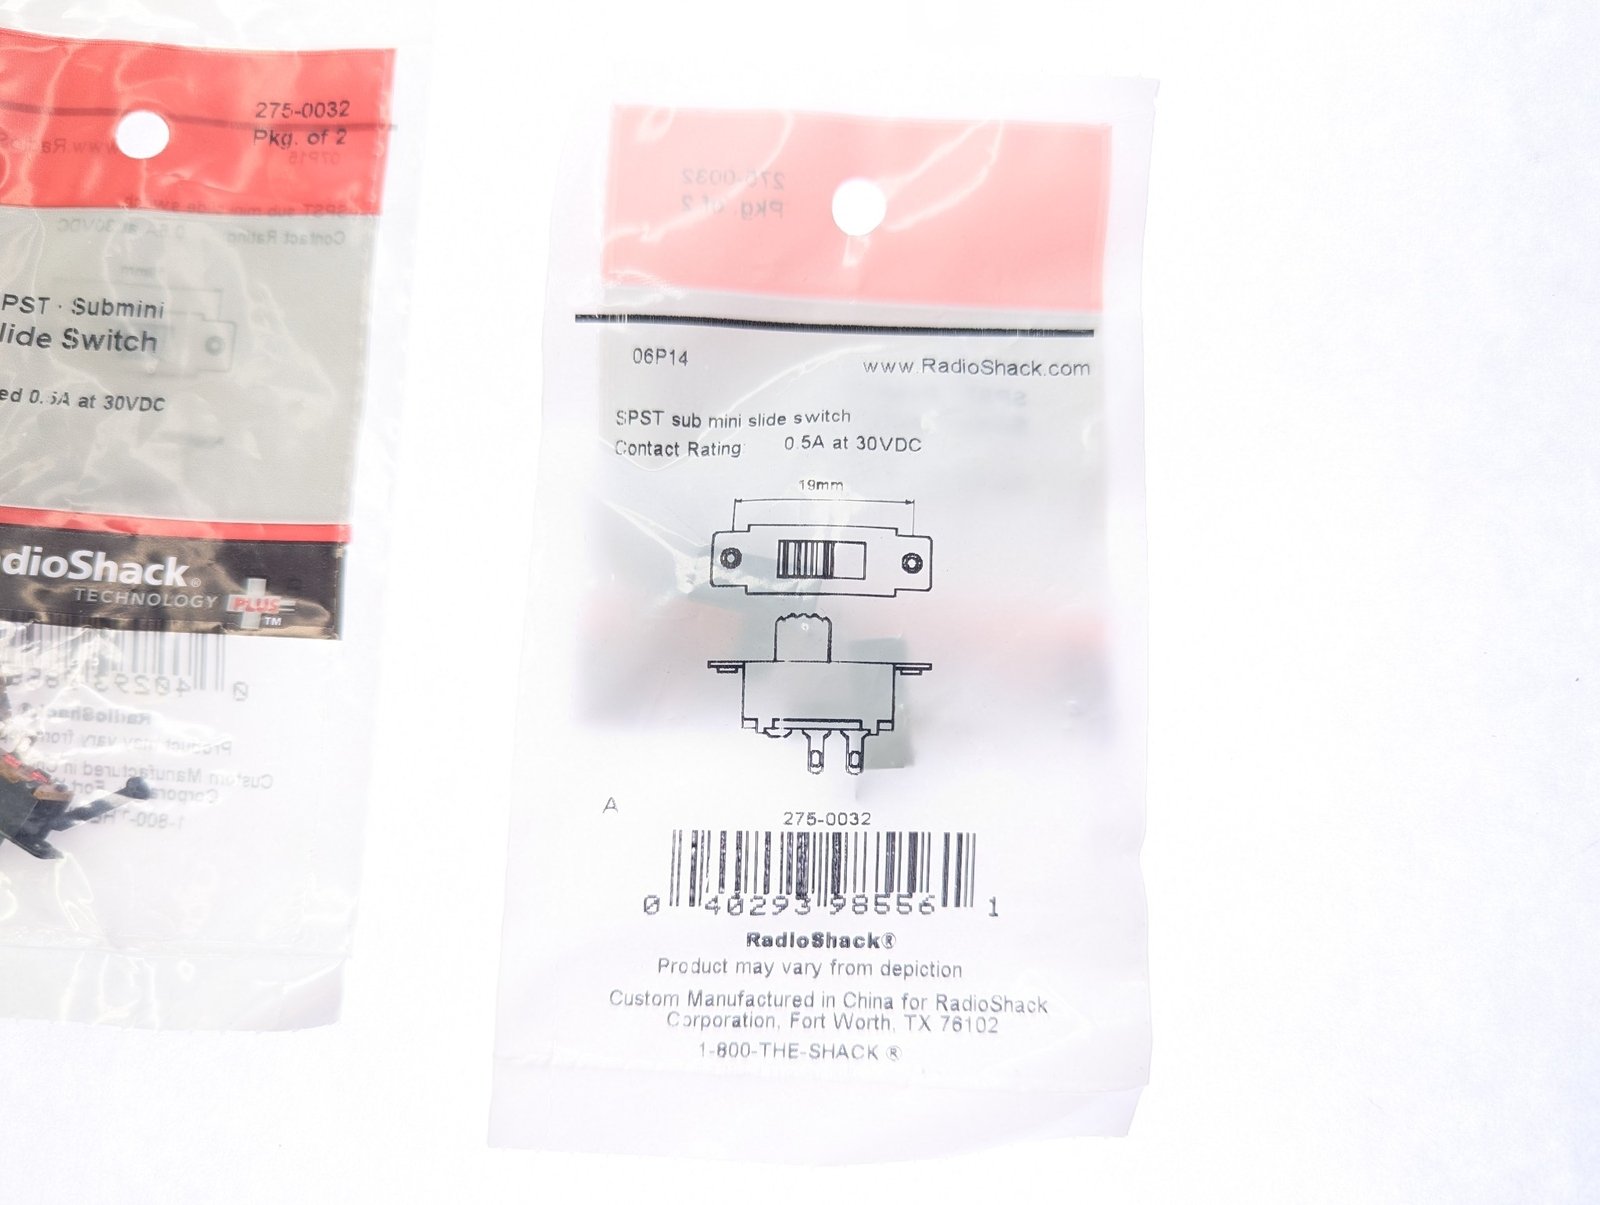 275-0032
Pkg. of 2
PST · Submini
lide Switch
ed 0.5A at 30VDC
dioShack®
TECHNOLOGY PLUS™
06P14
www.RadioShack.com
SPST sub mini slide switch
Contact Rating: 0.5A at 30VDC
19mm
A
275-0032
0 40293 98556 1
RadioShack®
Product may vary from depiction
Custom Manufactured in China for RadioShack
Corporation, Fort Worth, TX 76102
1-800-THE-SHACK ®